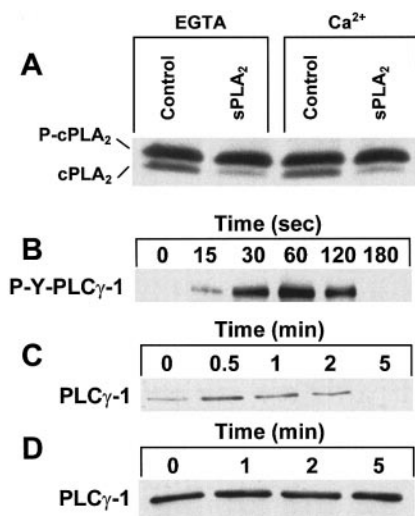 EGTA Ca²⁺
A Control sPLA₂ Control sPLA₂
P-cPLA₂
cPLA₂
Time (sec)
B 0 15 30 60 120 180
P-Y-PLCγ-1
Time (min)
C 0 0.5 1 2 5
PLCγ-1
Time (min)
D 0 1 2 5
PLCγ-1